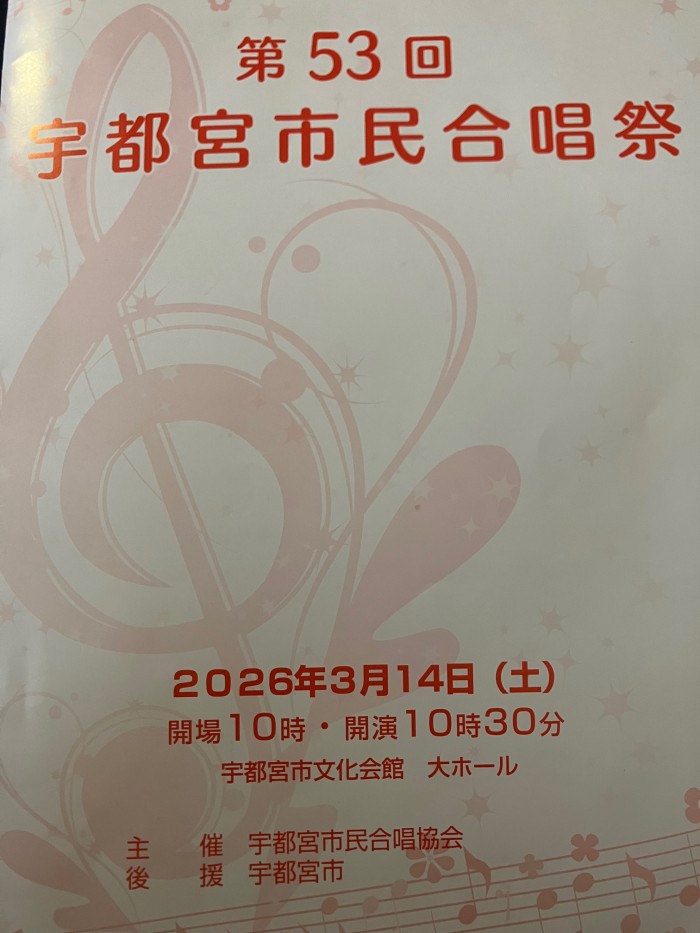 第53回
宇都宮市民合唱祭
2026年3月14日（土）
開場10時・開演10時30分
宇都宮市文化会館　大ホール
主　催　宇都宮市民合唱協会
後　援　宇都宮市